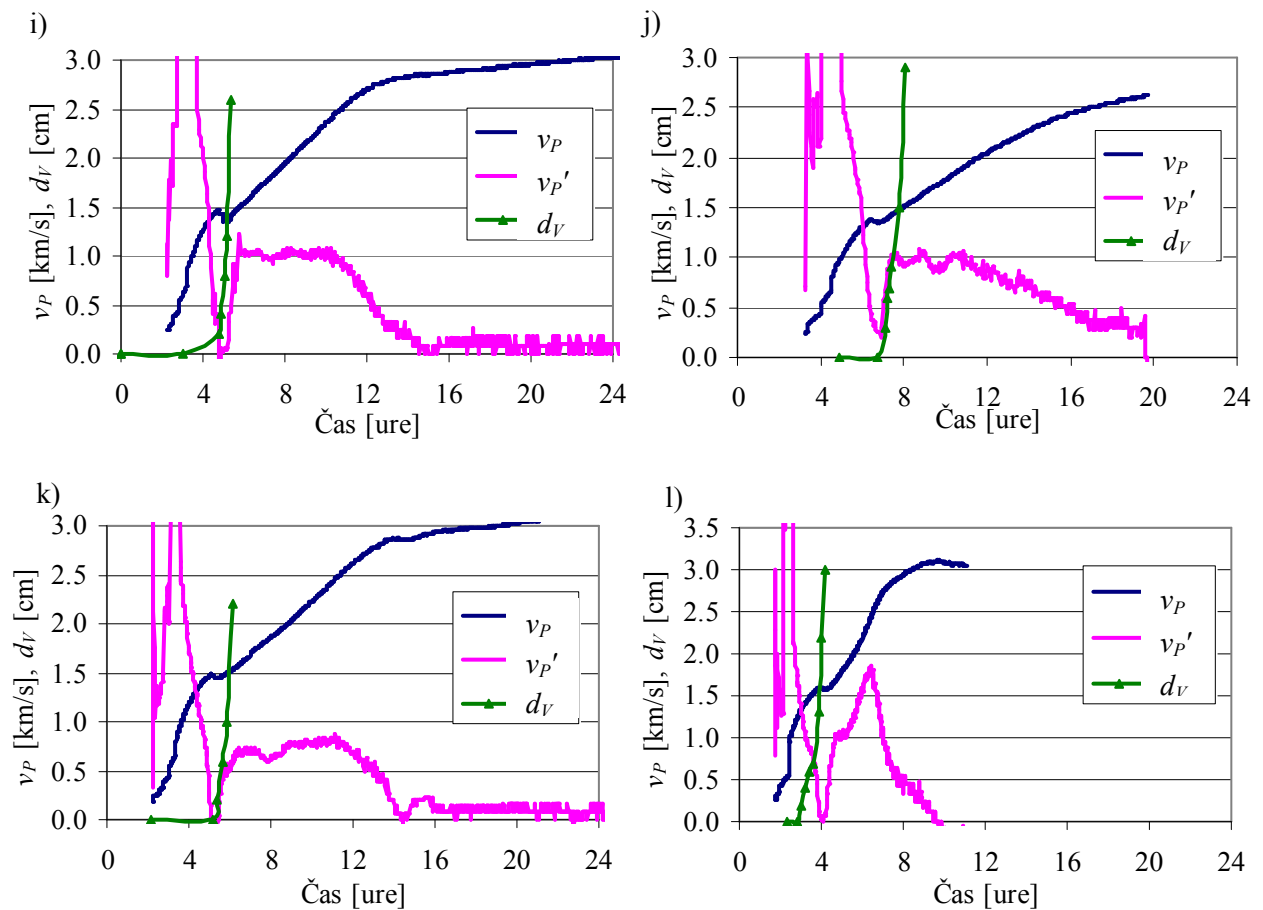 i)
v_P [km/s], d_V [cm]
3.0
2.5
2.0
1.5
1.0
0.5
0.0
v_P
v_P'
d_V
0 4 8 12 16 20 24
Čas [ure]
j)
v_P [km/s], d_V [cm]
3.0
2.5
2.0
1.5
1.0
0.5
0.0
v_P
v_P'
d_V
0 4 8 12 16 20 24
Čas [ure]
k)
v_P [km/s], d_V [cm]
3.0
2.5
2.0
1.5
1.0
0.5
0.0
v_P
v_P'
d_V
0 4 8 12 16 20 24
Čas [ure]
l)
v_P [km/s], d_V [cm]
3.5
3.0
2.5
2.0
1.5
1.0
0.5
0.0
v_P
v_P'
d_V
0 4 8 12 16 20 24
Čas [ure]